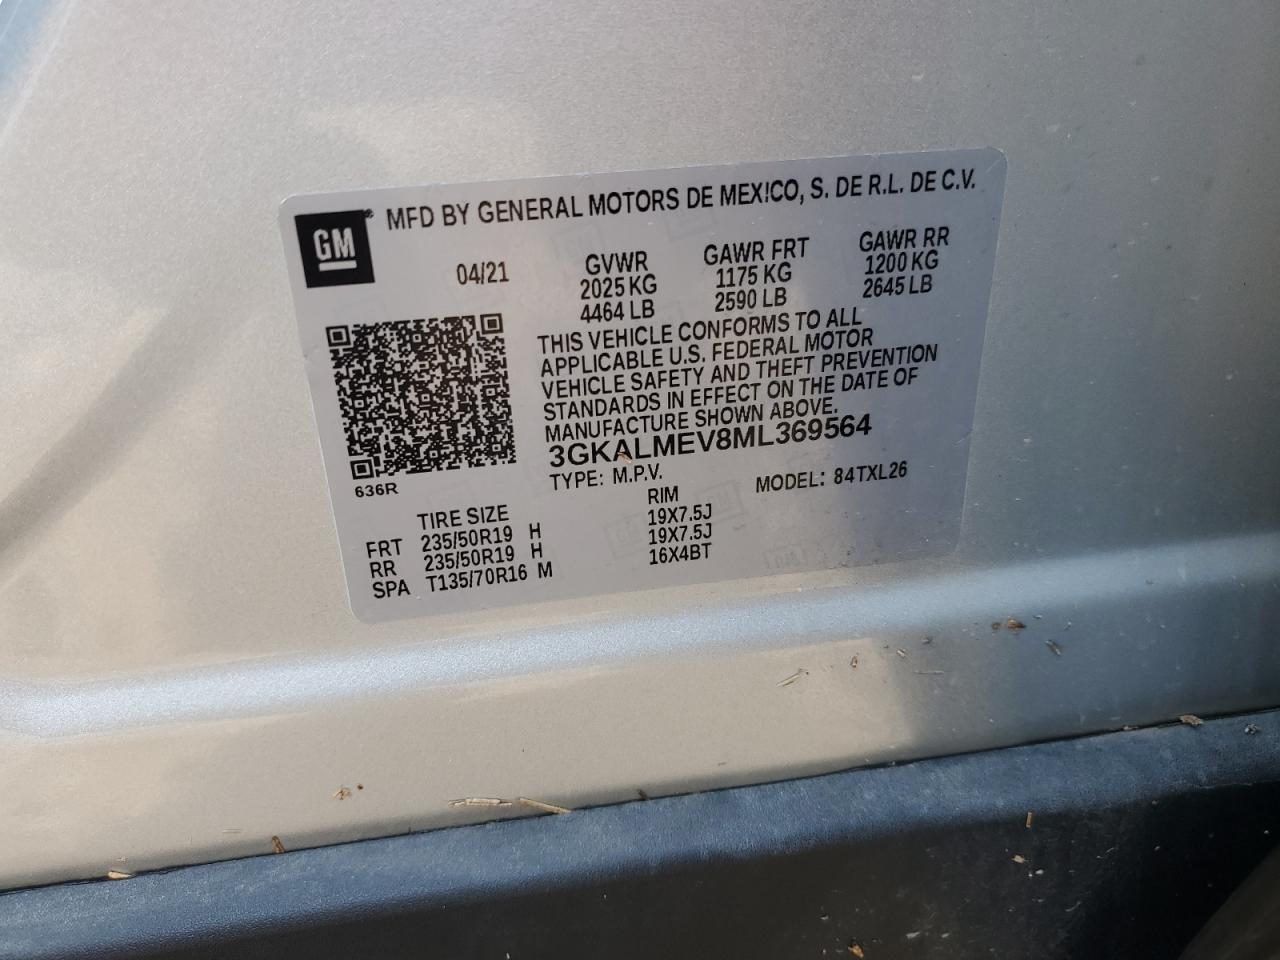 GM
MFD BY GENERAL MOTORS DE MEXICO, S. DE R.L. DE C.V.
04/21
GVWR GAWR FRT GAWR RR
2025 KG 1175 KG 1200 KG
4464 LB 2590 LB 2645 LB
THIS VEHICLE CONFORMS TO ALL
APPLICABLE U.S. FEDERAL MOTOR
VEHICLE SAFETY AND THEFT PREVENTION
STANDARDS IN EFFECT ON THE DATE OF
MANUFACTURE SHOWN ABOVE.
3GKALMEV8ML369564
636R
TYPE: M.P.V. MODEL: 84TXL26
TIRE SIZE RIM
FRT 235/50R19 H 19X7.5J
RR 235/50R19 H 19X7.5J
SPA T135/70R16 M 16X4BT